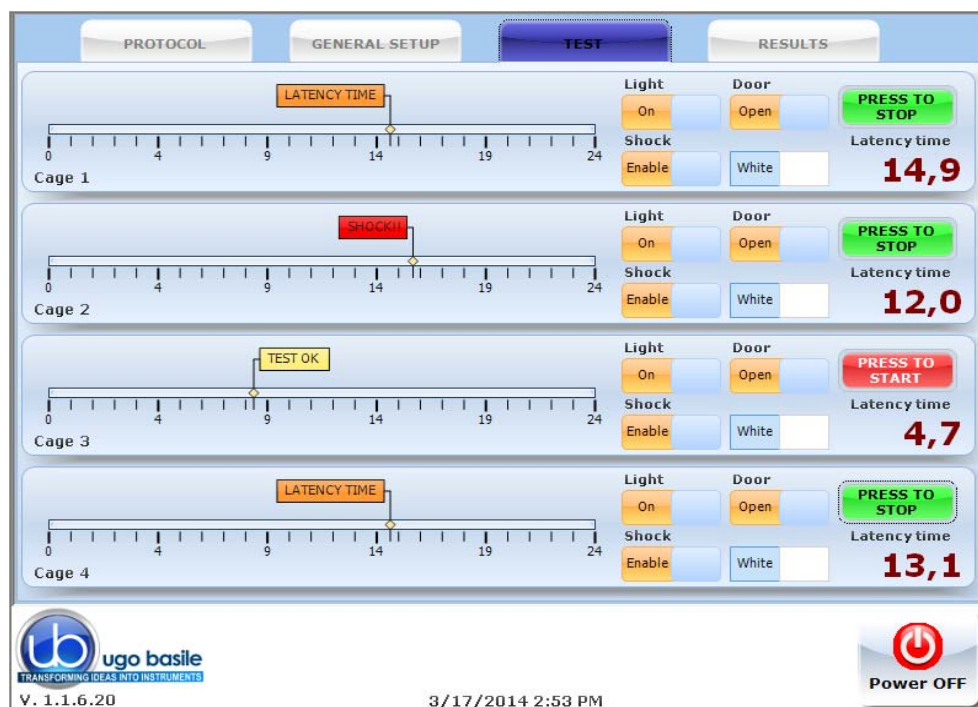 PROTOCOL GENERAL SETUP TEST RESULTS
LATENCY TIME
0 4 9 14 19 24
Cage 1
Light Door
On Open
PRESS TO
STOP
Shock Latency time
Enable White
14,9
SHOCK!!
0 4 9 14 19 24
Cage 2
Light Door
On Open
PRESS TO
STOP
Shock Latency time
Enable White
12,0
TEST OK
0 4 9 14 19 24
Cage 3
Light Door
On Open
PRESS TO
START
Shock Latency time
Enable White
4,7
LATENCY TIME
0 4 9 14 19 24
Cage 4
Light Door
On Open
PRESS TO
STOP
Shock Latency time
Enable White
13,1
ub ugo basile
TRANSFORMING IDEAS INTO INSTRUMENTS
V. 1.1.6.20
3/17/2014 2:53 PM
Power OFF